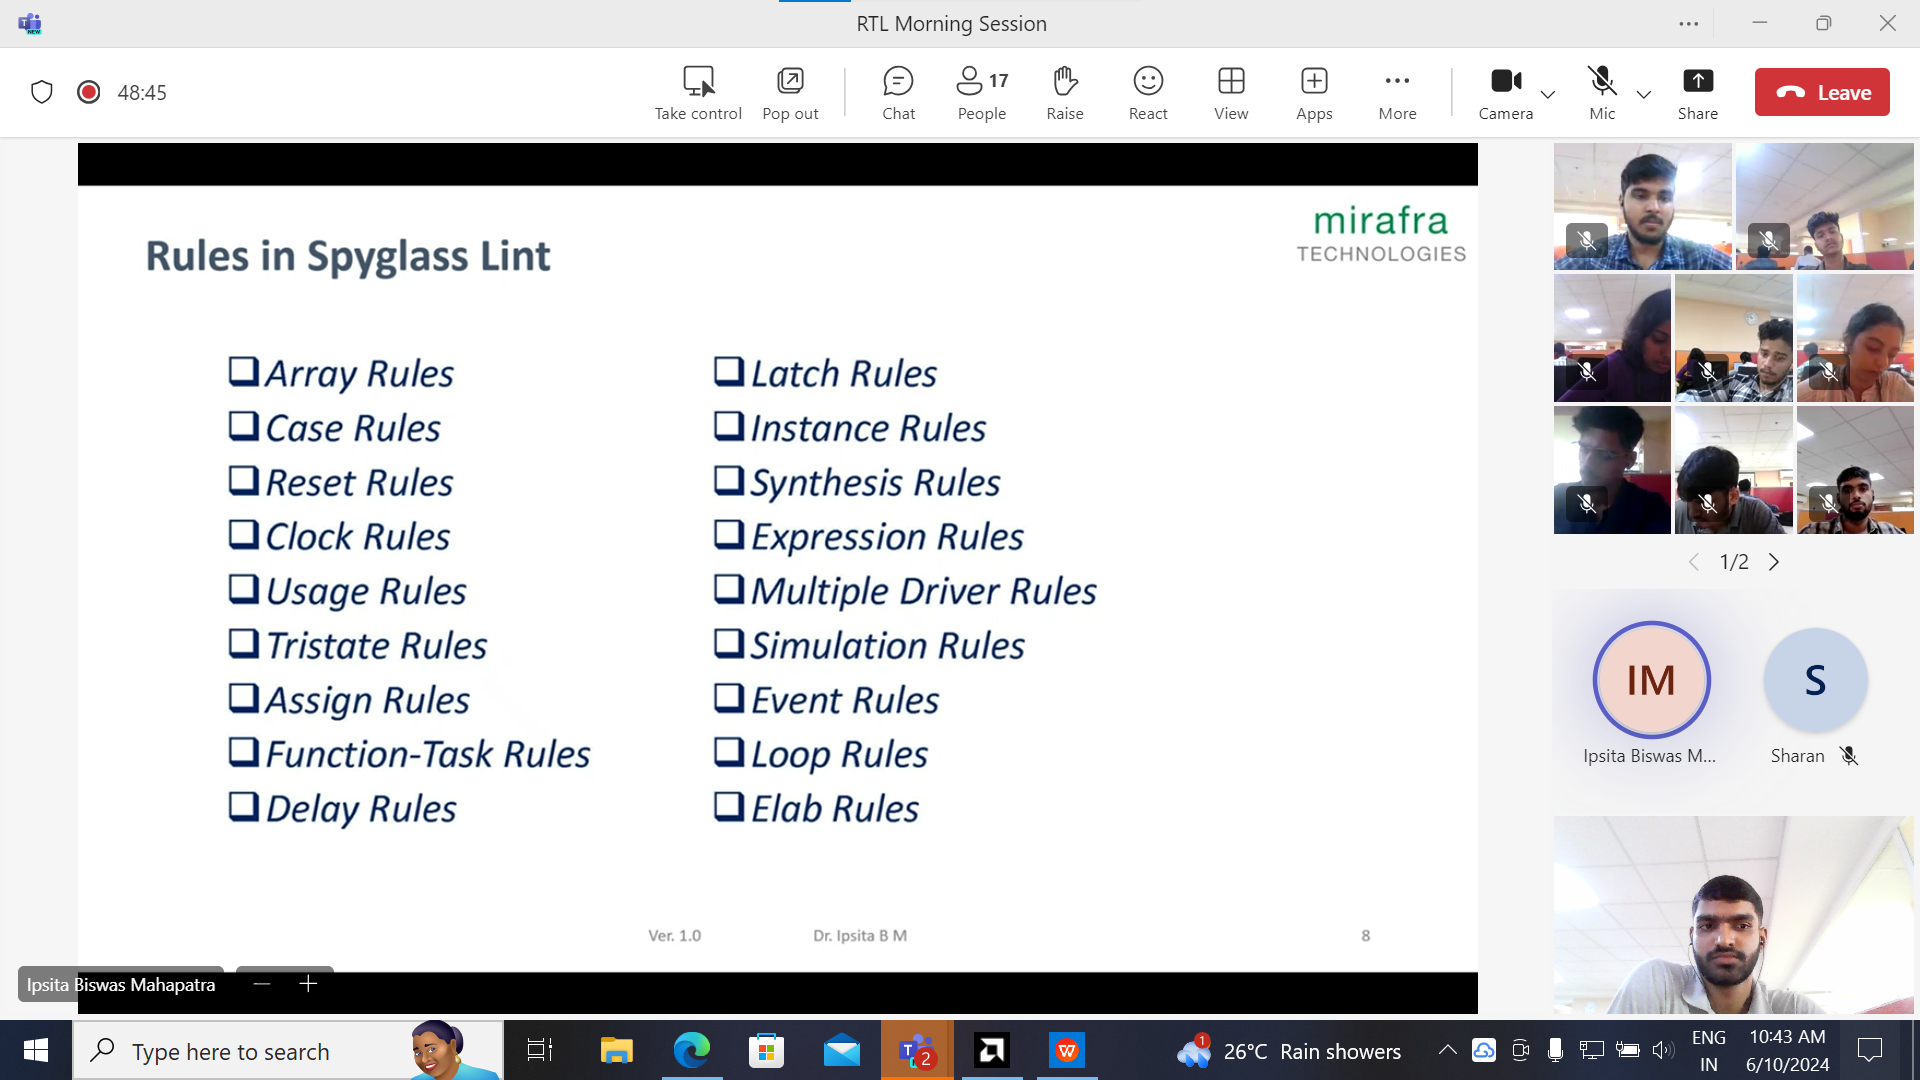 RTL Morning Session
48:45
Take control
Pop out
Chat
17
People
Raise
React
View
Apps
More
Camera
Mic
Share
Leave
mirafra
TECHNOLOGIES
Rules in Spyglass Lint
Array Rules
Case Rules
Reset Rules
Clock Rules
Usage Rules
Tristate Rules
Assign Rules
Function-Task Rules
Delay Rules
Latch Rules
Instance Rules
Synthesis Rules
Expression Rules
Multiple Driver Rules
Simulation Rules
Event Rules
Loop Rules
Elab Rules
Ver. 1.0
Dr. Ipsita B M
8
Ipsita Biswas Mahapatra
1/2
IM
Ipsita Biswas M...
S
Sharan
Type here to search
2
1
26°C Rain showers
ENG
IN
10:43 AM
6/10/2024